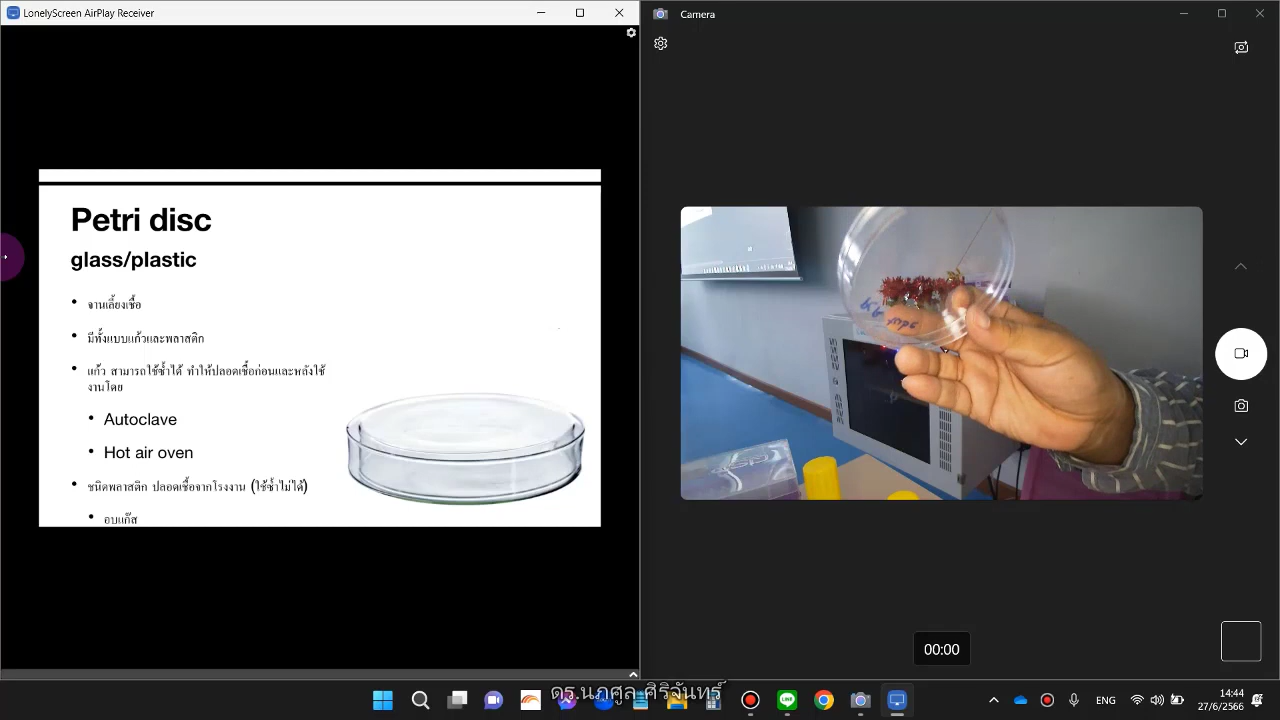 LonelyScreen AirPlay Receiver
Camera
Petri disc
glass/plastic
• จานเลี้ยงเชื้อ
• มีทั้งแบบแก้วและพลาสติก
• แก้ว สามารถใช้ซ้ำได้ ทำให้ปลอดเชื้อก่อนและหลังใช้
งานโดย
• Autoclave
• Hot air oven
• ชนิดพลาสติก ปลอดเชื้อจากโรงงาน (ใช้ซ้ำไม่ได้)
• อบแก๊ส
00:00
ดร.นภศูล ศิริจันทร์
ENG
14:44
27/6/2566